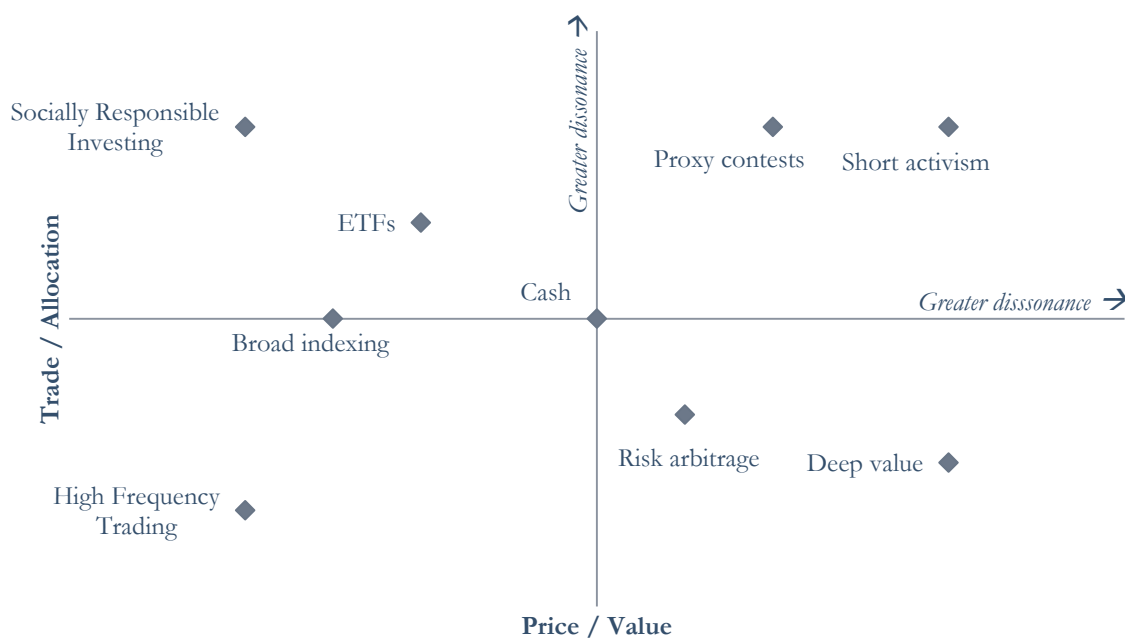 Greater dissonance →
Socially Responsible
Investing
Proxy contests
Short activism
ETFs
Trade / Allocation
Cash
Greater disssonance →
Broad indexing
Risk arbitrage
Deep value
High Frequency
Trading
Price / Value